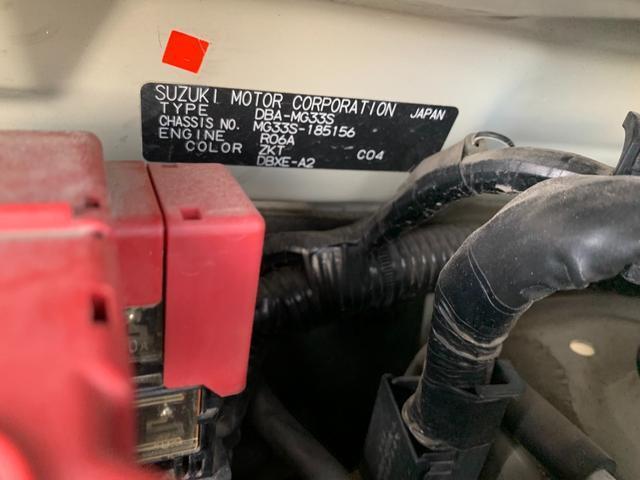 SUZUKI MOTOR CORPORATION JAPAN
TYPE DBA-MG33S
CHASSIS NO. MG33S-185156
ENGINE R06A
COLOR ZKT C04
DBXE-A2